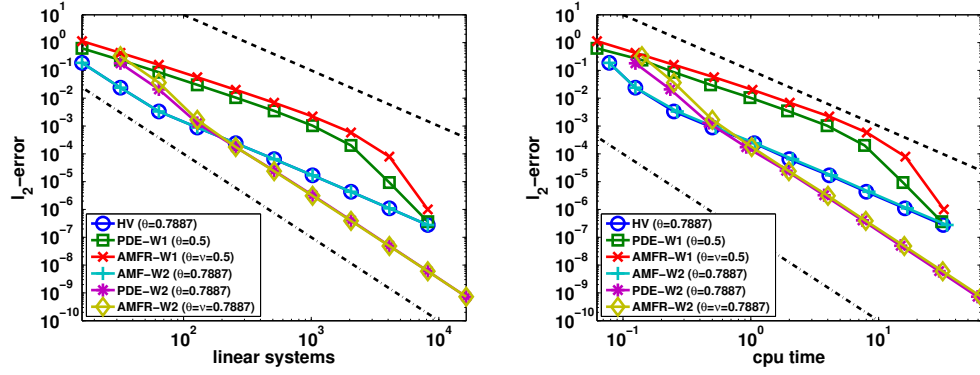 10^2
10^0
10^-1
10^-2
10^-3
10^-4
10^-5
10^-6
10^-7
10^-8
10^-9
10^-10
l2-error
HV (θ=0.7887)
PDE-W1 (θ=0.5)
AMFR-W1 (θ=ν=0.5)
AMF-W2 (θ=0.7887)
PDE-W2 (θ=0.7887)
AMFR-W2 (θ=ν=0.7887)
10^2
10^3
10^4
linear systems
10^1
10^0
10^-1
10^-2
10^-3
10^-4
10^-5
10^-6
10^-7
10^-8
10^-9
10^-10
l2-error
HV (θ=0.7887)
PDE-W1 (θ=0.5)
AMFR-W1 (θ=ν=0.5)
AMF-W2 (θ=0.7887)
PDE-W2 (θ=0.7887)
AMFR-W2 (θ=ν=0.7887)
10^-1
10^0
10^1
cpu time